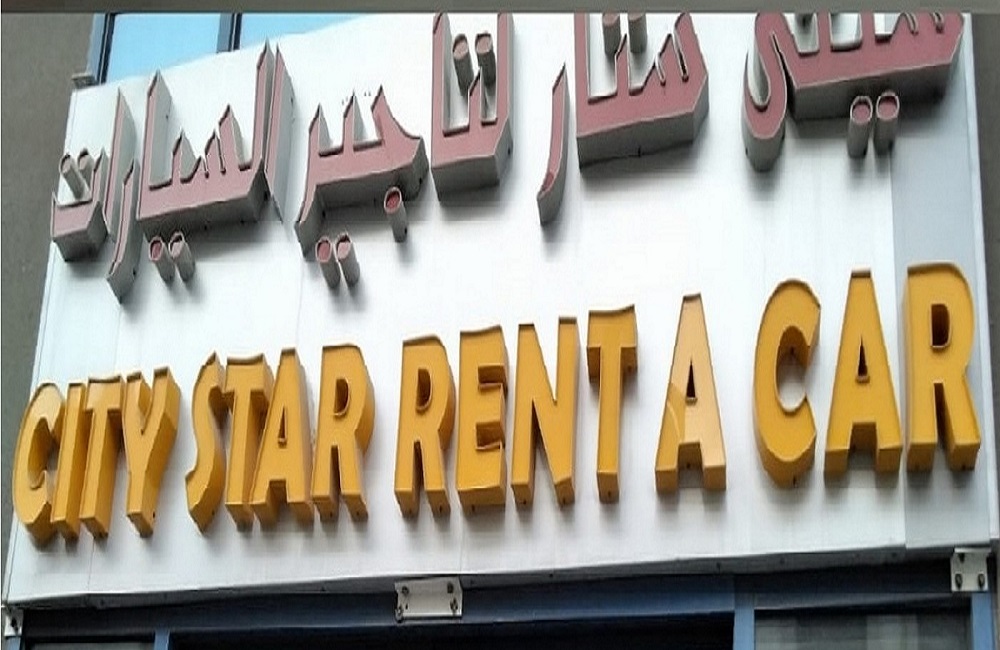 سيتي ستار لتاجير السيارات
CITY STAR RENT A CAR